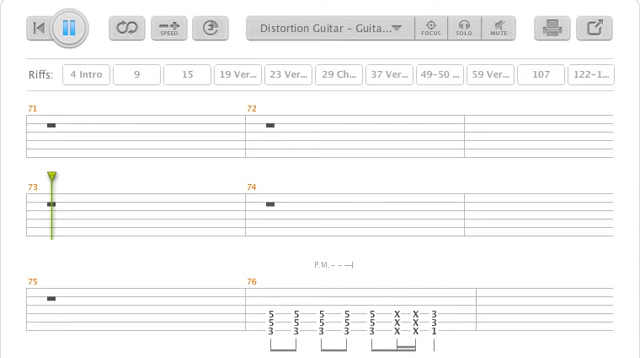 SPEED Distortion Guitar - Guita... FOCUS SOLO MUTE
Riffs: 4 Intro 9 15 19 Ver... 23 Ver... 29 Ch... 37 Ver... 49-50 ... 59 Ver... 107 122-1...
71 72
73 74
P.M. - - -|
75 76
5 5 5 5 5 X X 3
5 5 5 5 5 X X 3
3 3 3 3 3 X X 1